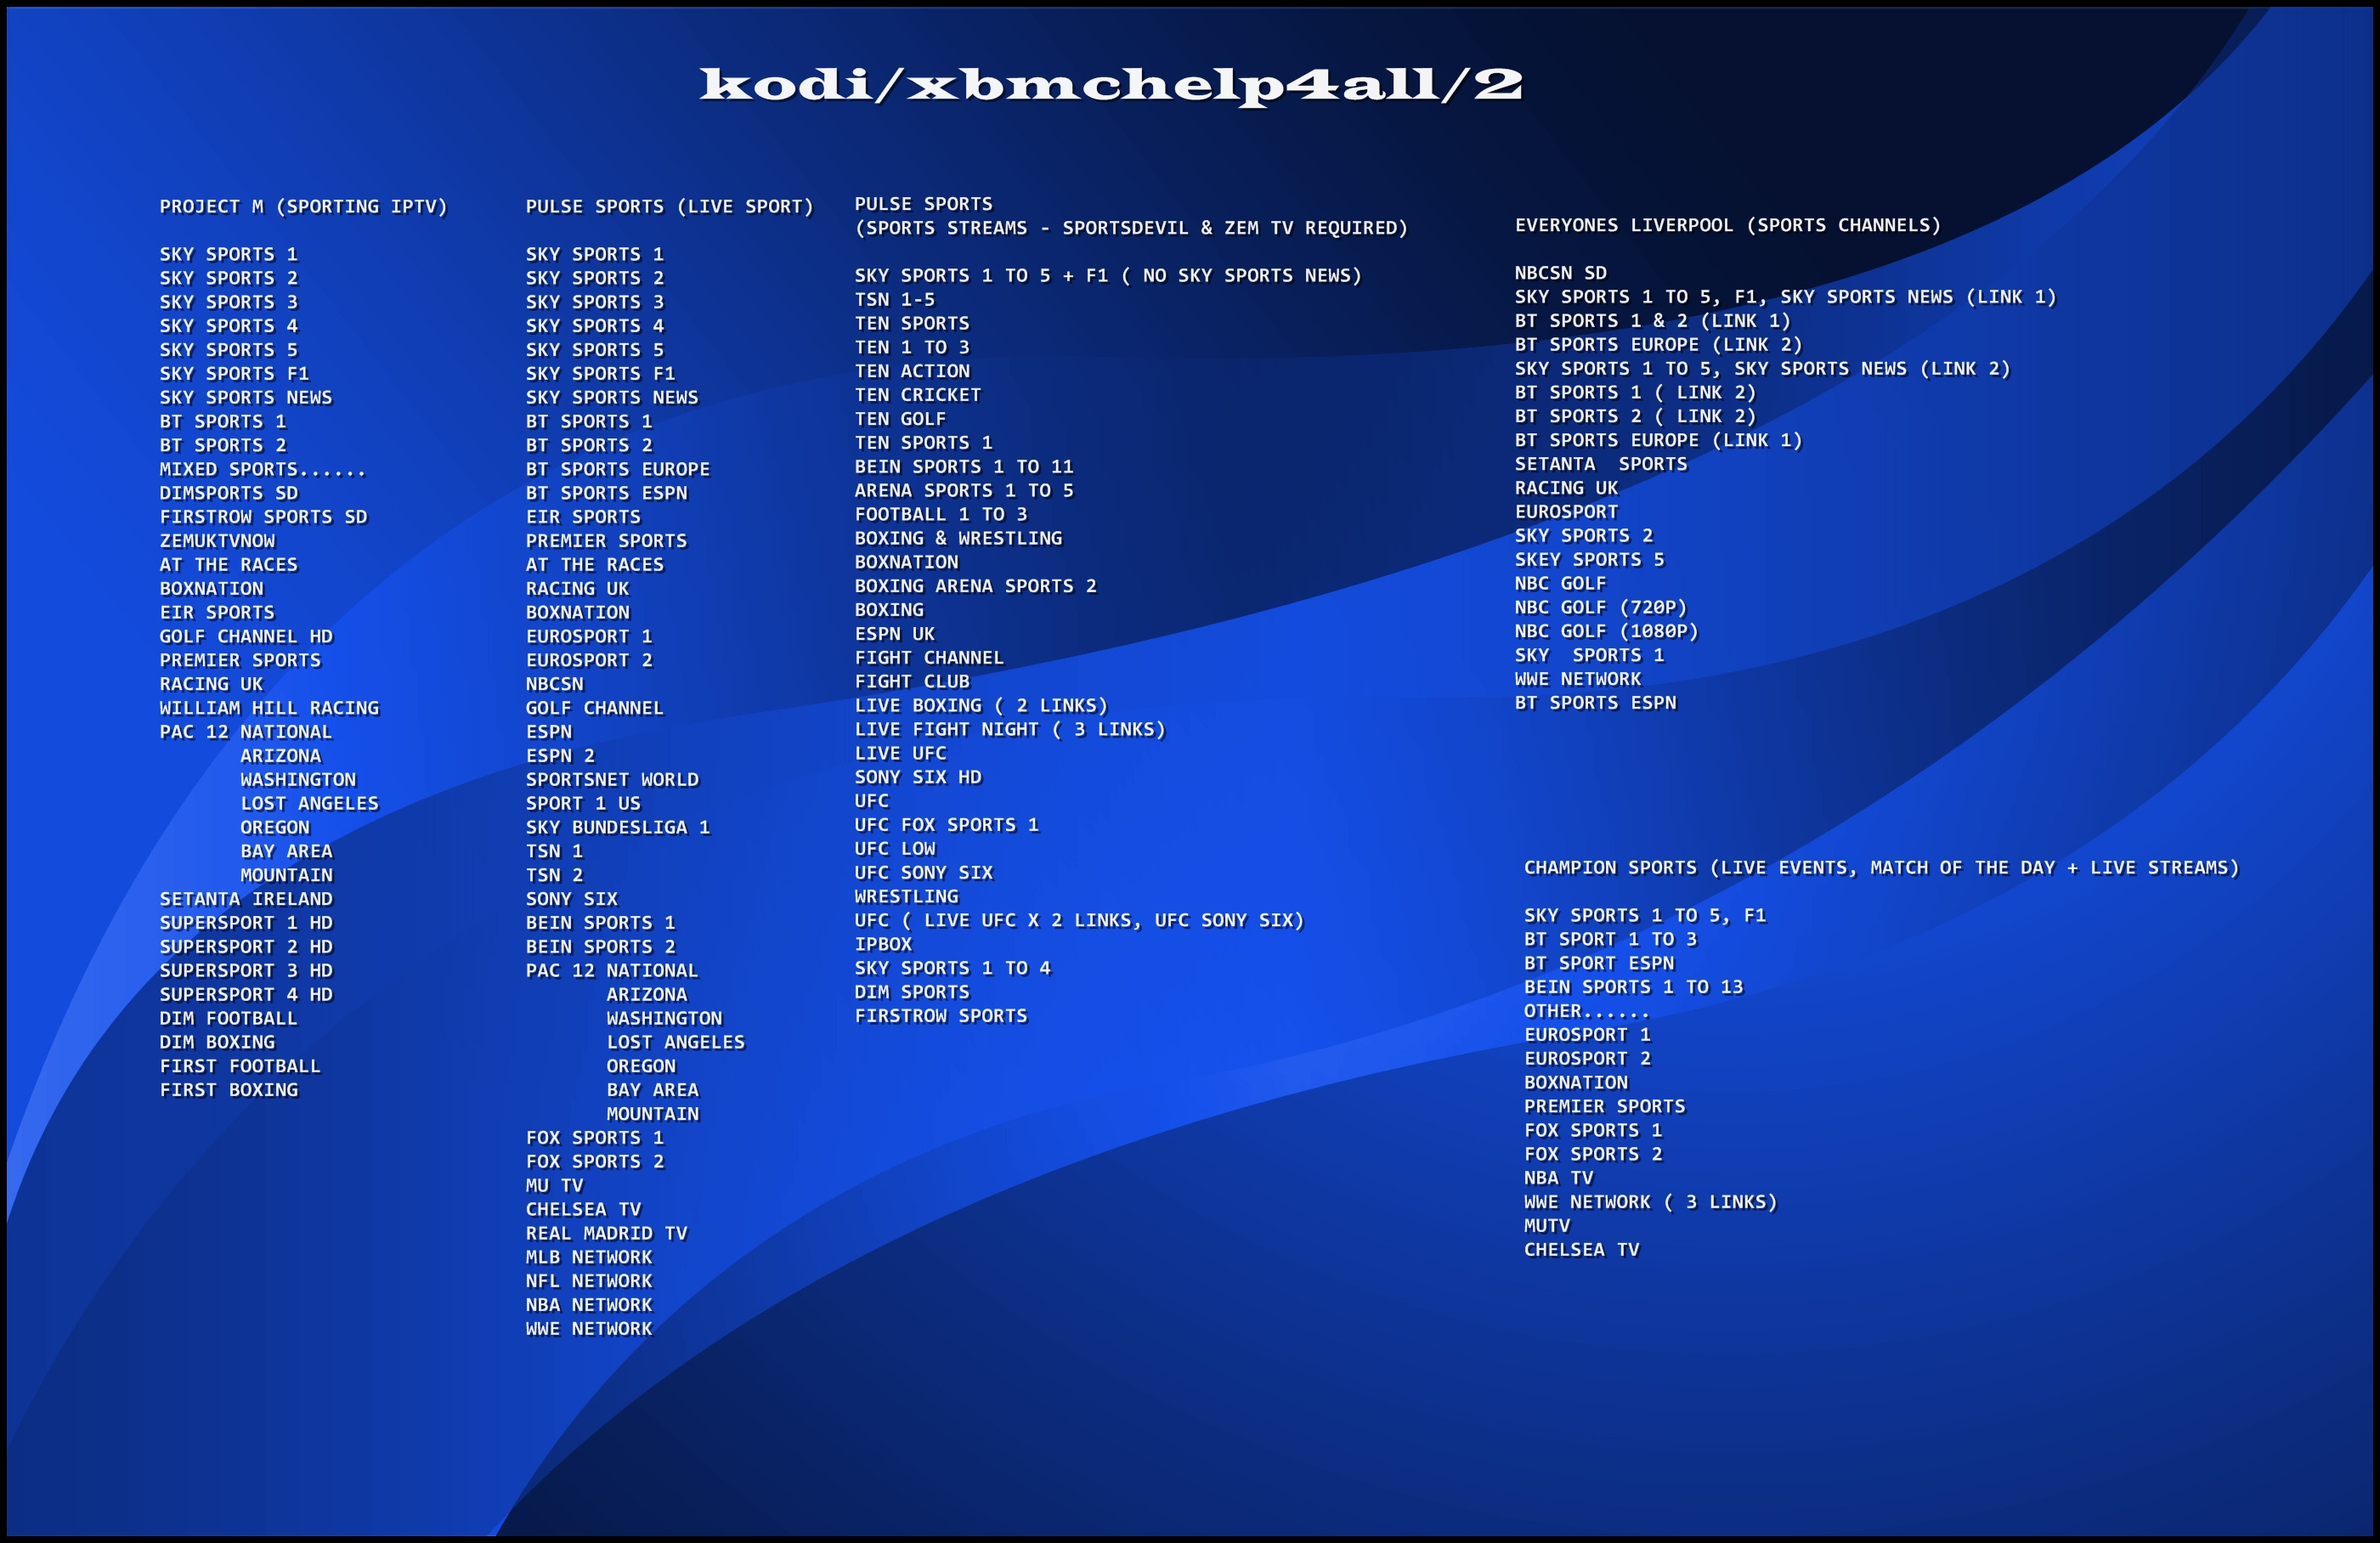 kodi/xbmchelp4all/2
PROJECT M (SPORTING IPTV)
SKY SPORTS 1
SKY SPORTS 2
SKY SPORTS 3
SKY SPORTS 4
SKY SPORTS 5
SKY SPORTS F1
SKY SPORTS NEWS
BT SPORTS 1
BT SPORTS 2
MIXED SPORTS......
DIMSPORTS SD
FIRSTROW SPORTS SD
ZEMUKTVNOW
AT THE RACES
BOXNATION
EIR SPORTS
GOLF CHANNEL HD
PREMIER SPORTS
RACING UK
WILLIAM HILL RACING
PAC 12 NATIONAL
ARIZONA
WASHINGTON
LOST ANGELES
OREGON
BAY AREA
MOUNTAIN
SETANTA IRELAND
SUPERSPORT 1 HD
SUPERSPORT 2 HD
SUPERSPORT 3 HD
SUPERSPORT 4 HD
DIM FOOTBALL
DIM BOXING
FIRST FOOTBALL
FIRST BOXING
PULSE SPORTS (LIVE SPORT)
SKY SPORTS 1
SKY SPORTS 2
SKY SPORTS 3
SKY SPORTS 4
SKY SPORTS 5
SKY SPORTS F1
SKY SPORTS NEWS
BT SPORTS 1
BT SPORTS 2
BT SPORTS EUROPE
BT SPORTS ESPN
EIR SPORTS
PREMIER SPORTS
AT THE RACES
RACING UK
BOXNATION
EUROSPORT 1
EUROSPORT 2
NBCSN
GOLF CHANNEL
ESPN
ESPN 2
SPORTSNET WORLD
SPORT 1 US
SKY BUNDESLIGA 1
TSN 1
TSN 2
SONY SIX
BEIN SPORTS 1
BEIN SPORTS 2
PAC 12 NATIONAL
ARIZONA
WASHINGTON
LOST ANGELES
OREGON
BAY AREA
MOUNTAIN
FOX SPORTS 1
FOX SPORTS 2
MU TV
CHELSEA TV
REAL MADRID TV
MLB NETWORK
NFL NETWORK
NBA NETWORK
WWE NETWORK
PULSE SPORTS
(SPORTS STREAMS - SPORTSDEVIL & ZEM TV REQUIRED)
SKY SPORTS 1 TO 5 + F1 ( NO SKY SPORTS NEWS)
TSN 1-5
TEN SPORTS
TEN 1 TO 3
TEN ACTION
TEN CRICKET
TEN GOLF
TEN SPORTS 1
BEIN SPORTS 1 TO 11
ARENA SPORTS 1 TO 5
FOOTBALL 1 TO 3
BOXING & WRESTLING
BOXNATION
BOXING ARENA SPORTS 2
BOXING
ESPN UK
FIGHT CHANNEL
FIGHT CLUB
LIVE BOXING ( 2 LINKS)
LIVE FIGHT NIGHT ( 3 LINKS)
LIVE UFC
SONY SIX HD
UFC
UFC FOX SPORTS 1
UFC LOW
UFC SONY SIX
WRESTLING
UFC ( LIVE UFC X 2 LINKS, UFC SONY SIX)
IPBOX
SKY SPORTS 1 TO 4
DIM SPORTS
FIRSTROW SPORTS
EVERYONES LIVERPOOL (SPORTS CHANNELS)
NBCSN SD
SKY SPORTS 1 TO 5, F1, SKY SPORTS NEWS (LINK 1)
BT SPORTS 1 & 2 (LINK 1)
BT SPORTS EUROPE (LINK 2)
SKY SPORTS 1 TO 5, SKY SPORTS NEWS (LINK 2)
BT SPORTS 1 ( LINK 2)
BT SPORTS 2 ( LINK 2)
BT SPORTS EUROPE (LINK 1)
SETANTA  SPORTS
RACING UK
EUROSPORT
SKY SPORTS 2
SKEY SPORTS 5
NBC GOLF
NBC GOLF (720P)
NBC GOLF (1080P)
SKY  SPORTS 1
WWE NETWORK
BT SPORTS ESPN
CHAMPION SPORTS (LIVE EVENTS, MATCH OF THE DAY + LIVE STREAMS)
SKY SPORTS 1 TO 5, F1
BT SPORT 1 TO 3
BT SPORT ESPN
BEIN SPORTS 1 TO 13
OTHER......
EUROSPORT 1
EUROSPORT 2
BOXNATION
PREMIER SPORTS
FOX SPORTS 1
FOX SPORTS 2
NBA TV
WWE NETWORK ( 3 LINKS)
MUTV
CHELSEA TV